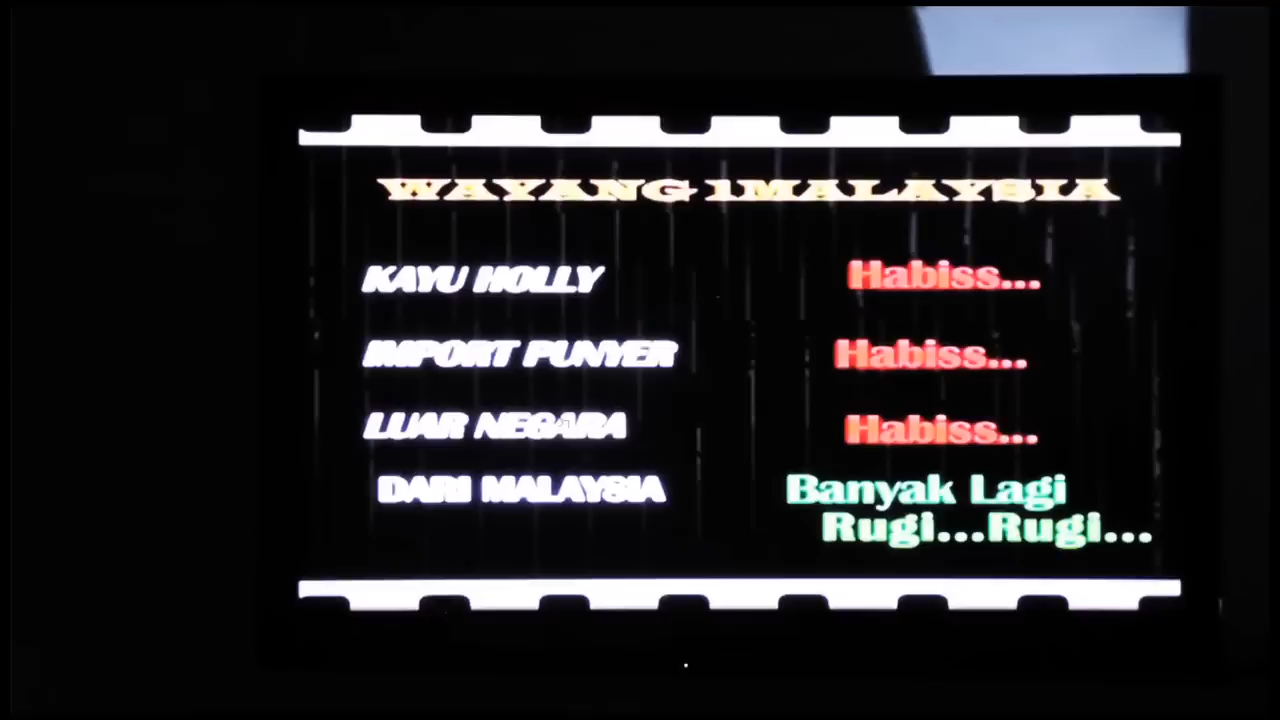 WAYANG 1MALAYSIA
KAYU HOLLY Habiss...
IMPORT PUNYER Habiss...
LUAR NEGARA Habiss...
DARI MALAYSIA Banyak Lagi
Rugi...Rugi...